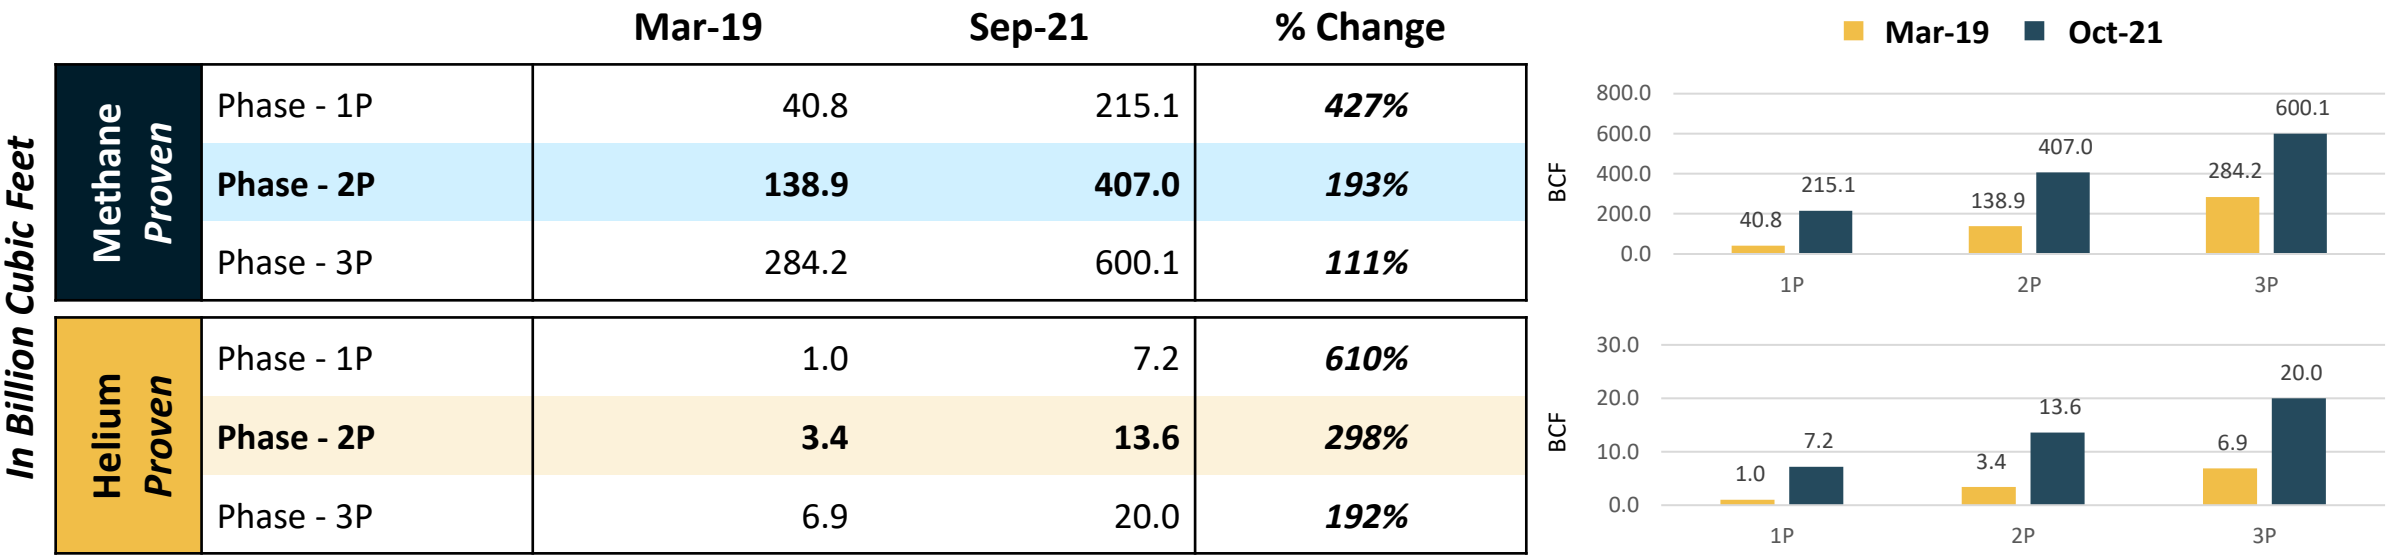 Mar-19 Sep-21 % Change
In Billion Cubic Feet
Methane
Proven
Phase - 1P 40.8 215.1 427%
Phase - 2P 138.9 407.0 193%
Phase - 3P 284.2 600.1 111%
Helium
Proven
Phase - 1P 1.0 7.2 610%
Phase - 2P 3.4 13.6 298%
Phase - 3P 6.9 20.0 192%
Mar-19 Oct-21
BCF
800.0
600.0
400.0
200.0
0.0
40.8 215.1 138.9 407.0 284.2 600.1
1P 2P 3P
BCF
30.0
20.0
10.0
0.0
1.0 7.2 3.4 13.6 6.9 20.0
1P 2P 3P